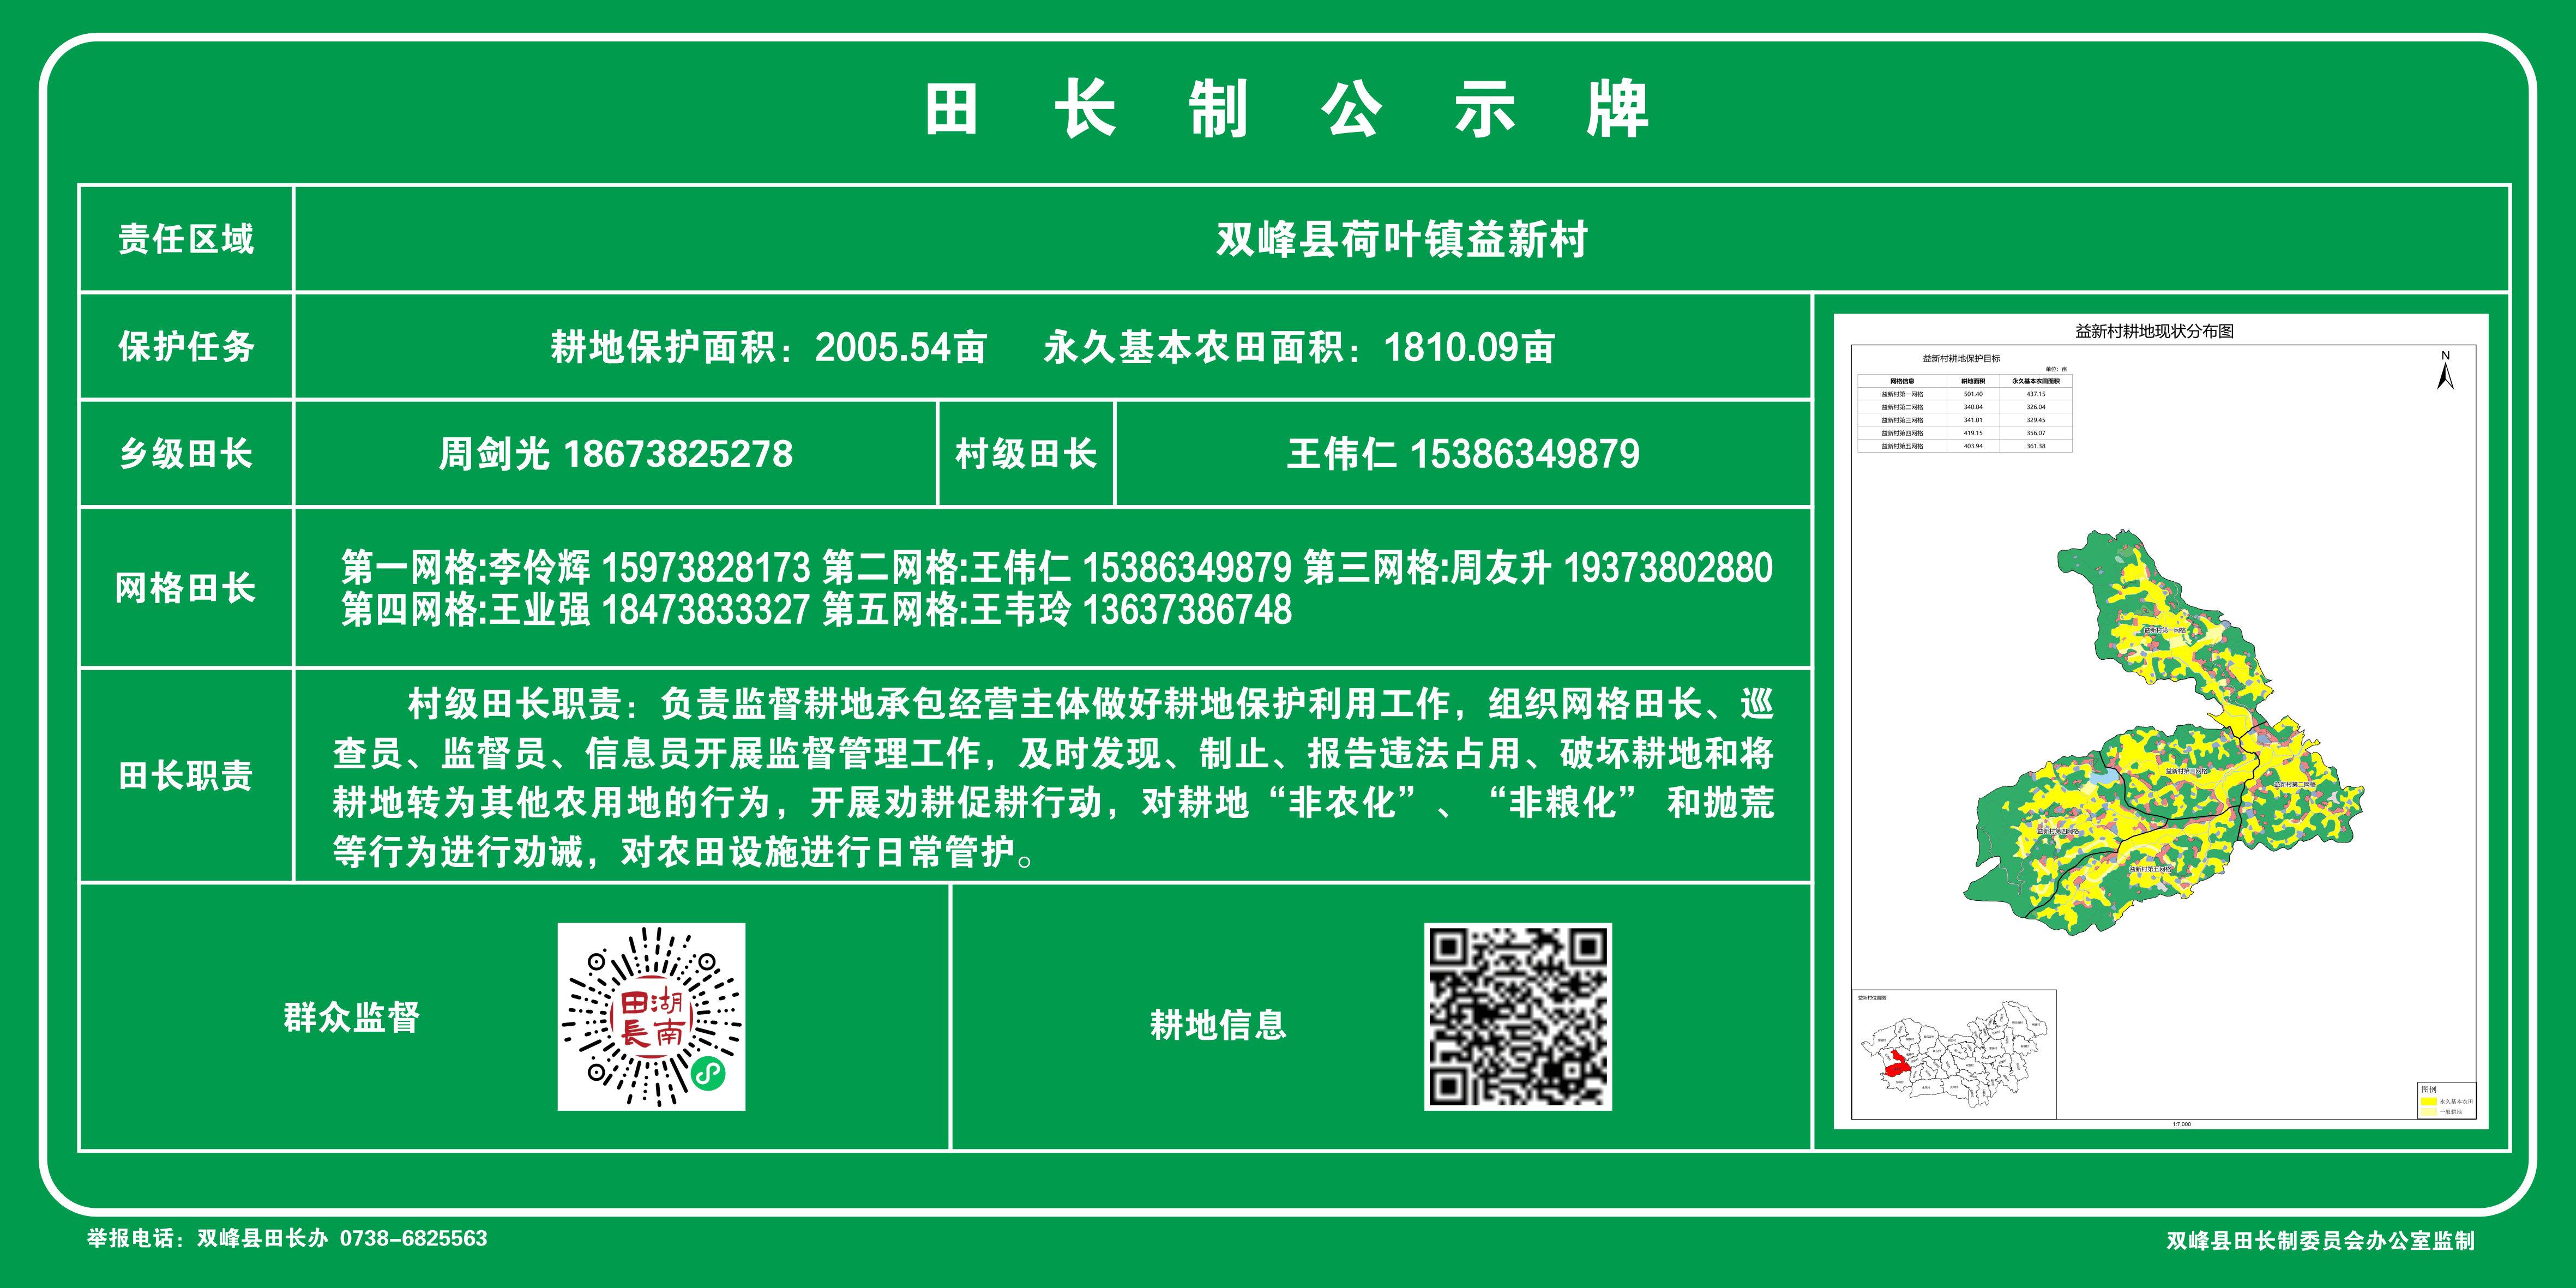 田长制公示牌
责任区域
双峰县荷叶镇益新村
保护任务
耕地保护面积：2005.54亩 永久基本农田面积：1810.09亩
乡级田长
周剑光 18673825278
村级田长
王伟仁 15386349879
网格田长
第一网格:李伶辉 15973828173 第二网格:王伟仁 15386349879 第三网格:周友升 19373802880
第四网格:王业强 18473833327 第五网格:王韦玲 13637386748
田长职责
村级田长职责：负责监督耕地承包经营主体做好耕地保护利用工作，组织网格田长、巡
查员、监督员、信息员开展监督管理工作，及时发现、制止、报告违法占用、破坏耕地和将
耕地转为其他农用地的行为，开展劝耕促耕行动，对耕地“非农化”、“非粮化” 和抛荒
等行为进行劝诫，对农田设施进行日常管护。
群众监督
田湖
長南
耕地信息
益新村耕地现状分布图
益新村耕地保护目标
单位：亩
网格信息 耕地面积 永久基本农田面积
益新村第一网格 501.40 437.15
益新村第二网格 340.04 326.04
益新村第三网格 341.01 329.45
益新村第四网格 419.15 356.07
益新村第五网格 403.94 361.38
N
益新村第一网格
益新村第三网格
益新村第二网格
益新村第四网格
益新村第五网格
益新村位置图
图例
永久基本农田
一般耕地
1:7,000
举报电话：双峰县田长办 0738-6825563
双峰县田长制委员会办公室监制